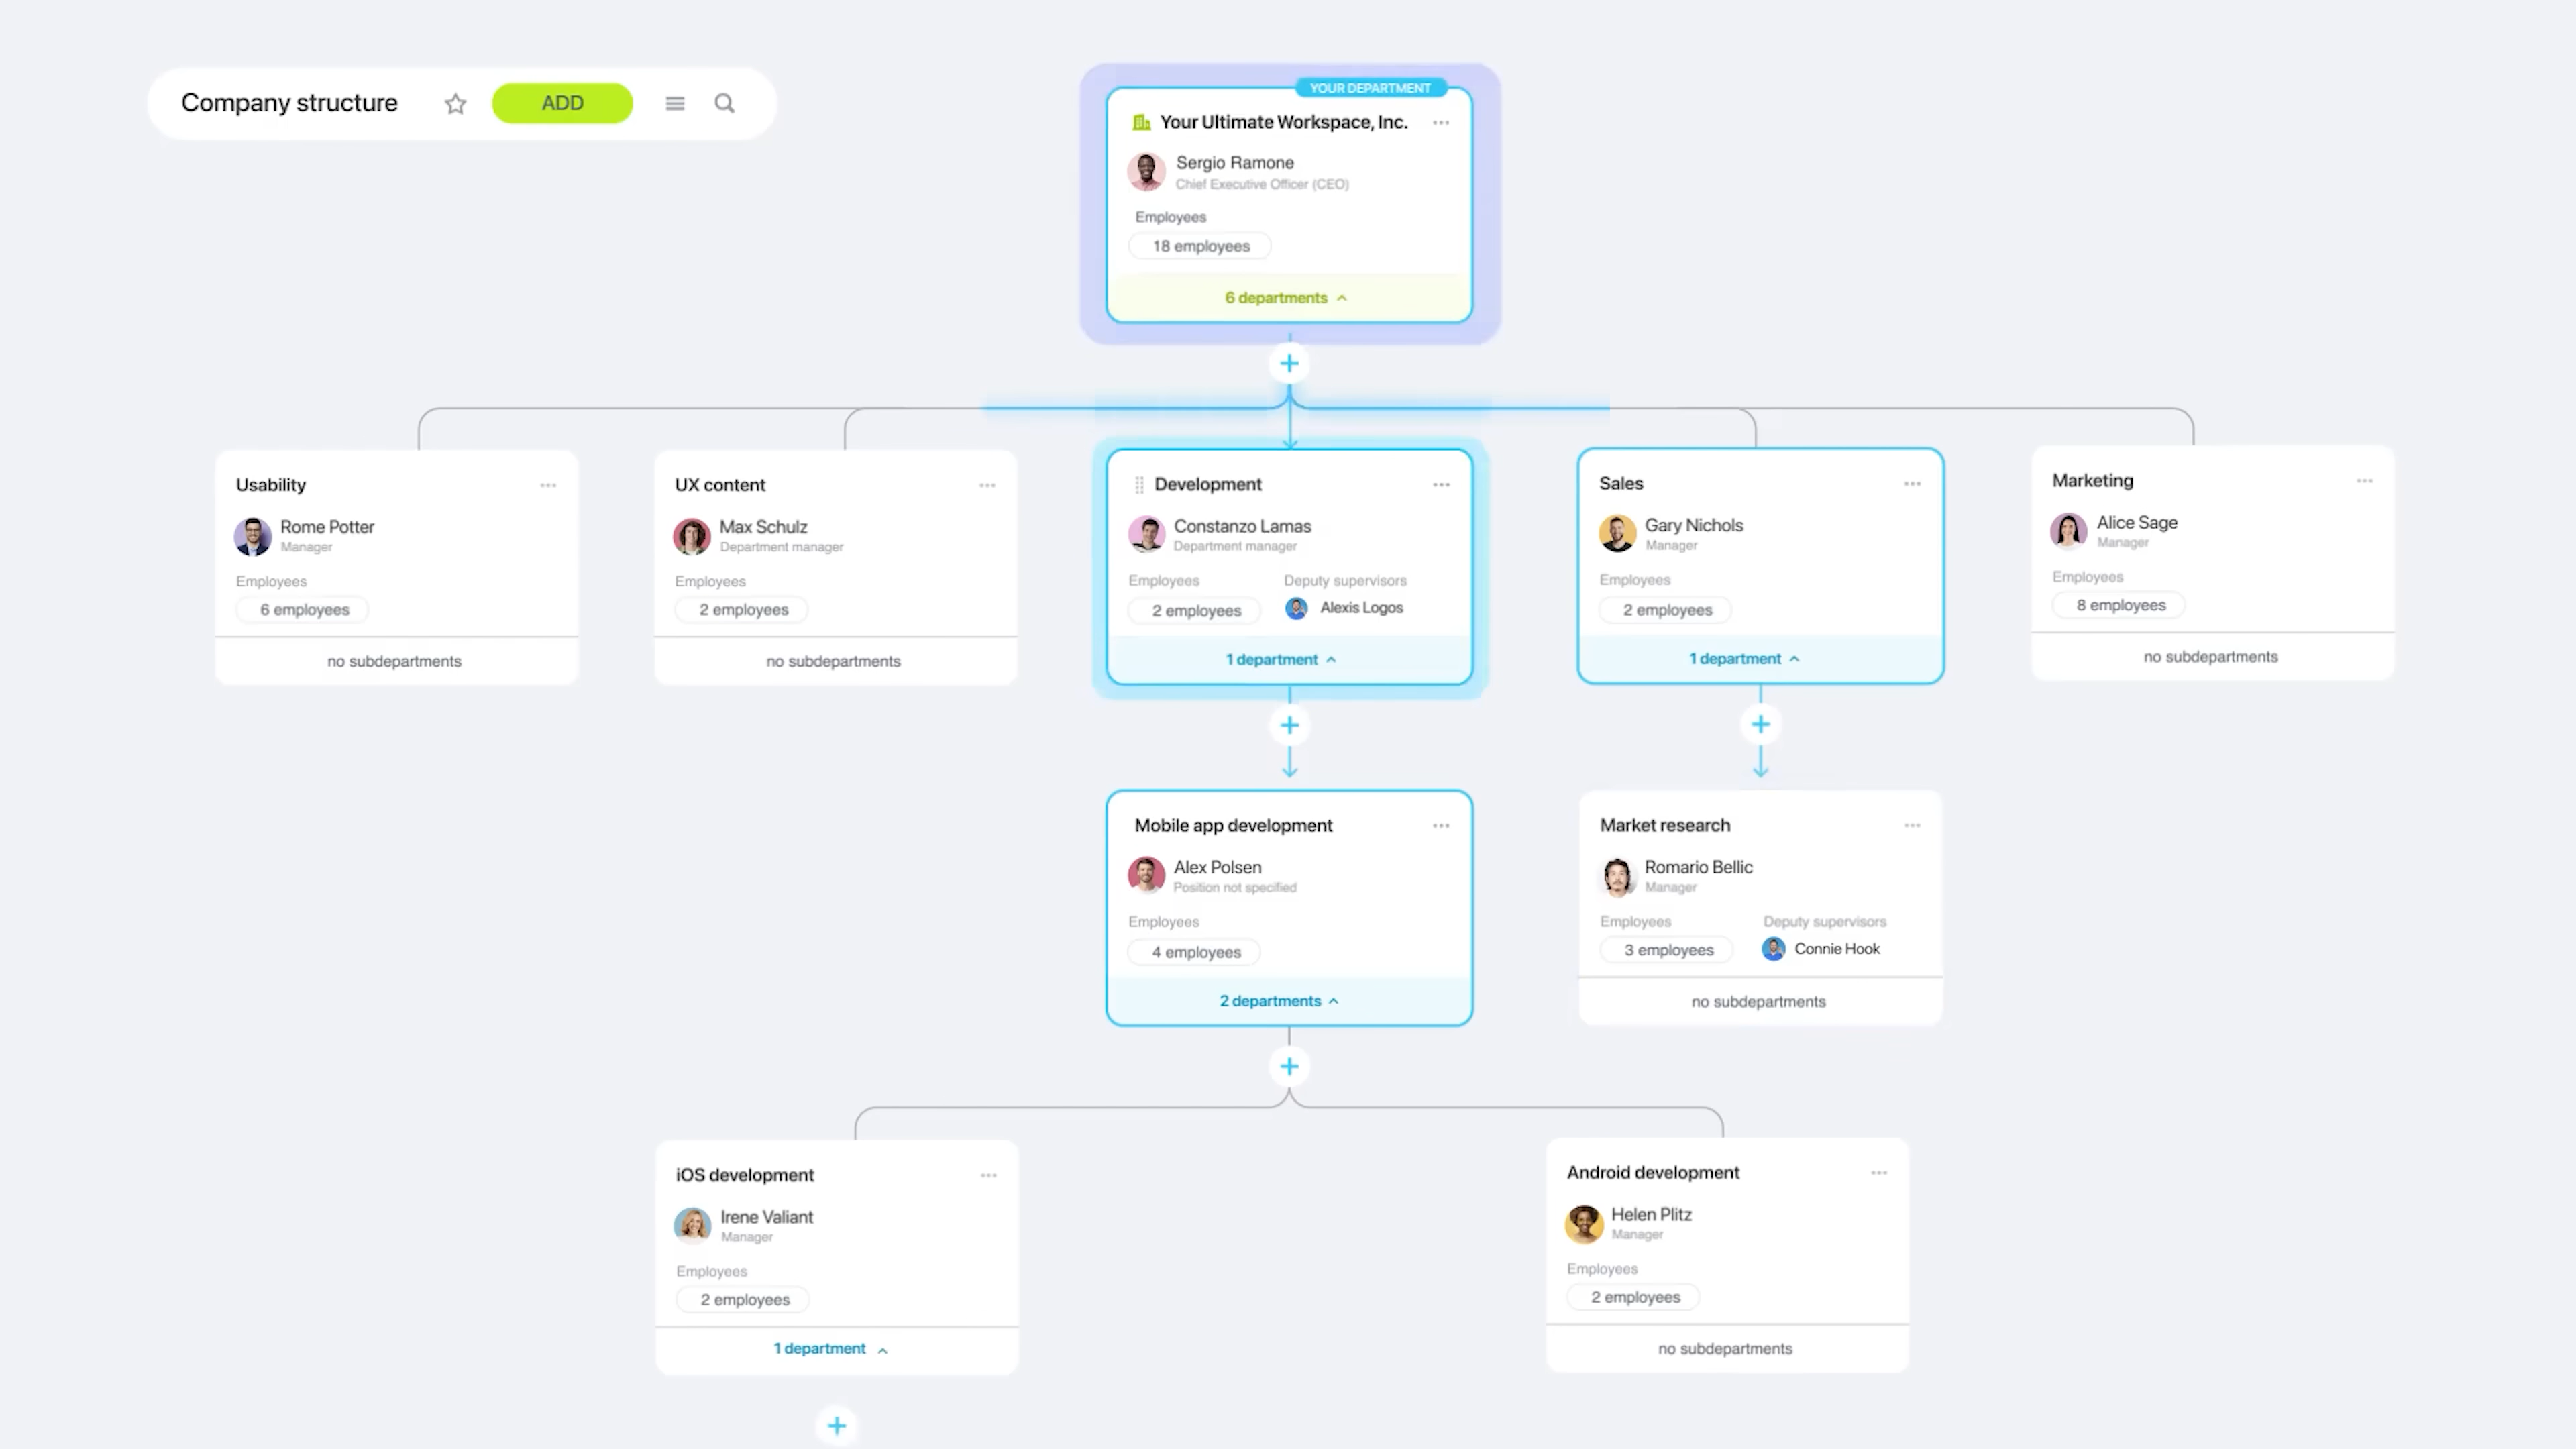 Company structure
ADD
YOUR DEPARTMENT
Your Ultimate Workspace, Inc.
Sergio Ramone
Chief Executive Officer (CEO)
Employees
18 employees
6 departments
Usability
Rome Potter
Manager
Employees
6 employees
no subdepartments
UX content
Max Schulz
Department manager
Employees
2 employees
no subdepartments
Development
Constanzo Lamas
Department manager
Employees
Deputy supervisors
2 employees
Alexis Logos
1 department
Sales
Gary Nichols
Manager
Employees
2 employees
1 department
Marketing
Alice Sage
Manager
Employees
8 employees
no subdepartments
Mobile app development
Alex Polsen
Position not specified
Employees
4 employees
2 departments
Market research
Romario Bellic
Manager
Employees
Deputy supervisors
3 employees
Connie Hook
no subdepartments
iOS development
Irene Valiant
Manager
Employees
2 employees
1 department
Android development
Helen Plitz
Manager
Employees
2 employees
no subdepartments